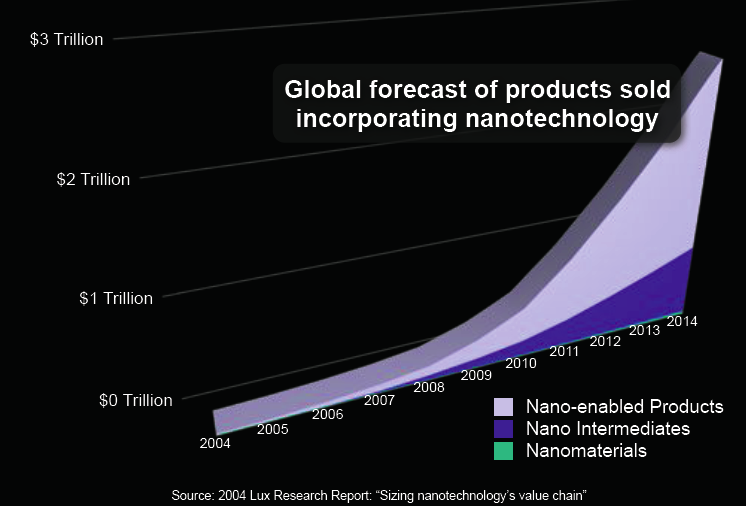 $3 Trillion
Global forecast of products sold
incorporating nanotechnology
$2 Trillion
$1 Trillion
$0 Trillion
2004
2005
2006
2007
2008
2009
2010
2011
2012
2013
2014
Nano-enabled Products
Nano Intermediates
Nanomaterials
Source: 2004 Lux Research Report: “Sizing nanotechnology’s value chain”